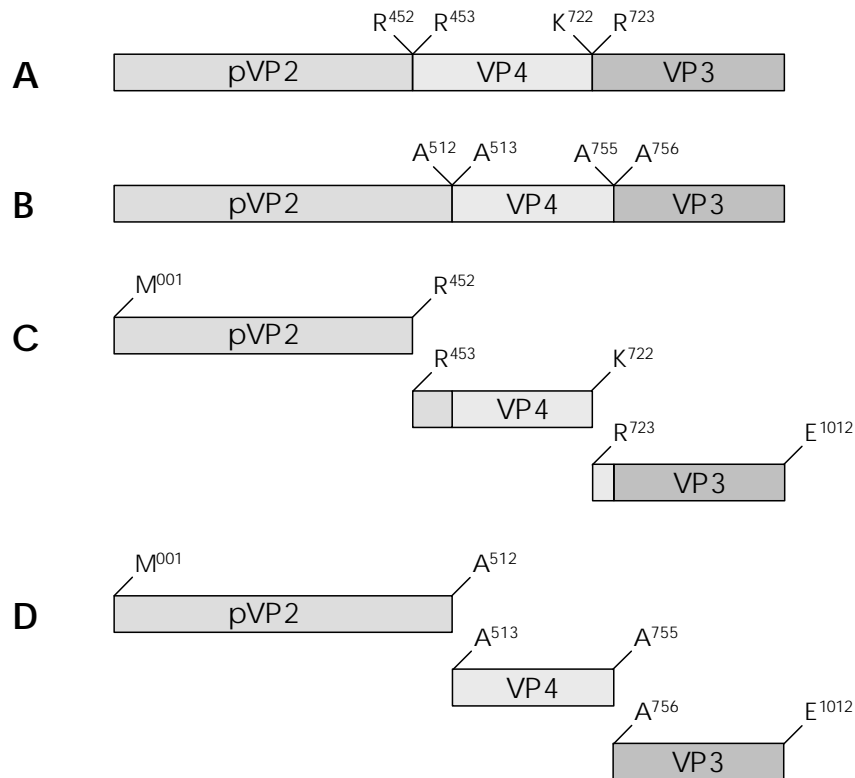 R452 R453 K722 R723
A pVP2 VP4 VP3
A512 A513 A755 A756
B pVP2 VP4 VP3
M001 R452
C pVP2
R453 K722
VP4
R723 E1012
VP3
M001 A512
D pVP2
A513 A755
VP4
A756 E1012
VP3